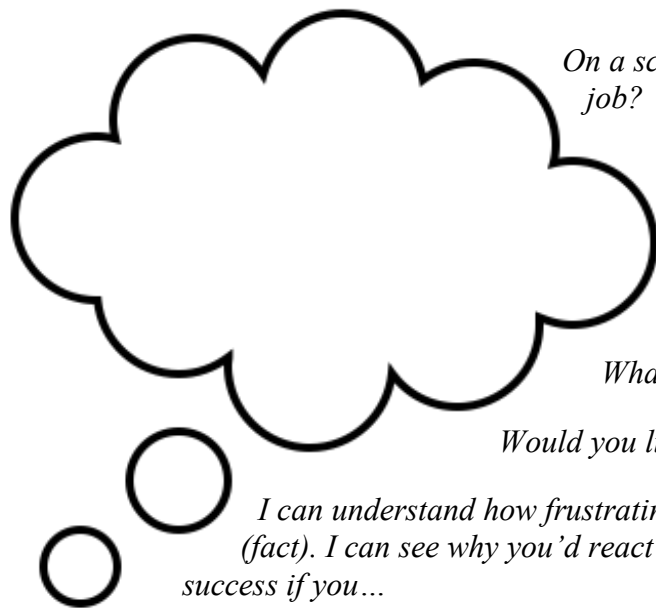 On a sc
job?
Wha
Would you li
I can understand how frustratin
(fact). I can see why you'd react
success if you…